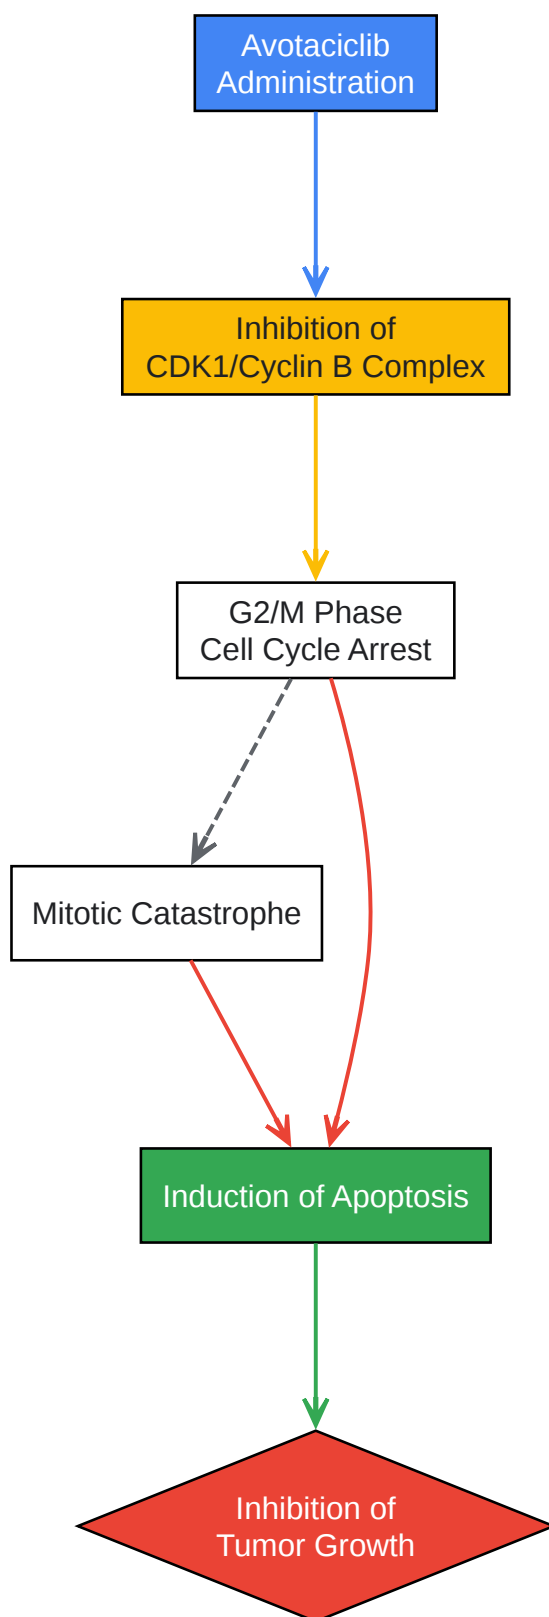 Avotaciclib
Administration
Inhibition of
CDK1/Cyclin B Complex
G2/M Phase
Cell Cycle Arrest
Mitotic Catastrophe
Induction of Apoptosis
Inhibition of
Tumor Growth